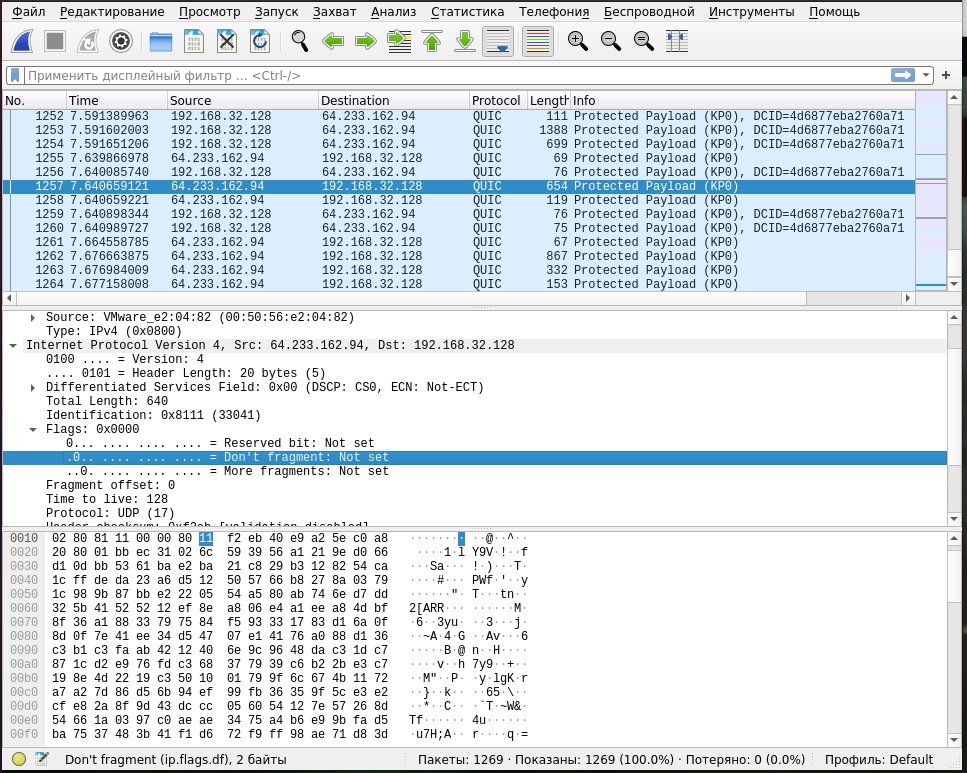 Файл Редактирование Просмотр Запуск Захват Анализ Статистика Телефония Беспроводной Инструменты Помощь
Применить дисплейный фильтр ... <Ctrl-/>
No. Time Source Destination Protocol Length Info
1252 7.591389963 192.168.32.128 64.233.162.94 QUIC 111 Protected Payload (KP0), DCID=4d6877eba2760a71
1253 7.591602003 192.168.32.128 64.233.162.94 QUIC 1388 Protected Payload (KP0), DCID=4d6877eba2760a71
1254 7.591651206 192.168.32.128 64.233.162.94 QUIC 699 Protected Payload (KP0), DCID=4d6877eba2760a71
1255 7.639866978 64.233.162.94 192.168.32.128 QUIC 69 Protected Payload (KP0)
1256 7.640085740 192.168.32.128 64.233.162.94 QUIC 76 Protected Payload (KP0), DCID=4d6877eba2760a71
1257 7.640659121 64.233.162.94 192.168.32.128 QUIC 654 Protected Payload (KP0)
1258 7.640659221 64.233.162.94 192.168.32.128 QUIC 119 Protected Payload (KP0)
1259 7.640898344 192.168.32.128 64.233.162.94 QUIC 76 Protected Payload (KP0), DCID=4d6877eba2760a71
1260 7.640989727 192.168.32.128 64.233.162.94 QUIC 75 Protected Payload (KP0), DCID=4d6877eba2760a71
1261 7.664558785 64.233.162.94 192.168.32.128 QUIC 67 Protected Payload (KP0)
1262 7.676663875 64.233.162.94 192.168.32.128 QUIC 867 Protected Payload (KP0)
1263 7.676984009 64.233.162.94 192.168.32.128 QUIC 332 Protected Payload (KP0)
1264 7.677158008 64.233.162.94 192.168.32.128 QUIC 153 Protected Payload (KP0)
Source: VMware_e2:04:82 (00:50:56:e2:04:82)
Type: IPv4 (0x0800)
Internet Protocol Version 4, Src: 64.233.162.94, Dst: 192.168.32.128
0100 .... = Version: 4
.... 0101 = Header Length: 20 bytes (5)
Differentiated Services Field: 0x00 (DSCP: CS0, ECN: Not-ECT)
Total Length: 640
Identification: 0x8111 (33041)
Flags: 0x0000
0... .... .... .... = Reserved bit: Not set
.0.. .... .... .... = Don't fragment: Not set
..0. .... .... .... = More fragments: Not set
Fragment offset: 0
Time to live: 128
Protocol: UDP (17)
Header checksum: 0xf2eb [validation disabled]
0010 02 80 81 11 00 00 80 11 f2 eb 40 e9 a2 5e c0 a8 ········ ··@··^··
0020 20 80 01 bb ec 31 02 6c 59 39 56 a1 21 9e d0 66 ····1·l Y9V·!··f
0030 d1 0d bb 53 61 ba e2 ba 21 c8 29 b3 12 82 54 ca ···Sa··· !·)···T·
0040 1c ff de da 23 a6 d5 12 50 57 66 b8 27 8a 03 79 ····#··· PWf·'··y
0050 1c 98 9b 87 bb e2 22 05 54 a5 80 ab 74 6e d7 dd ······"· T···tn··
0060 32 5b 41 52 52 12 ef 8e a8 06 e4 a1 ee a8 4d bf 2[ARR··· ······M·
0070 8f 36 a1 88 33 79 75 84 f5 93 33 17 83 d1 6a 0f ·6··3yu· ··3···j·
0080 8d 0f 7e 41 ee 34 d5 47 07 e1 41 76 a0 88 d1 36 ··~A·4·G ··Av···6
0090 c3 b1 c3 fa ab 42 12 40 6e 9c 96 48 da c3 1d c7 ·····B·@ n··H····
00a0 87 1c d2 e9 76 fd c3 68 37 79 39 c6 b2 2b e3 c7 ····v··h 7y9··+··
00b0 19 8e 4d 22 19 c3 50 10 01 79 9f 6c 67 4b 11 72 ··M"··P· ·y·lgK·r
00c0 a7 a2 7d 86 d5 6b 94 ef 99 fb 36 35 9f 5c e3 e2 ··}··k·· ··65·\··
00d0 cf e8 2a 8f 9d 43 dc cc 05 60 54 12 7e 57 26 8d ··*··C·· ·`T·~W&·
00e0 54 66 1a 03 97 c0 ae ae 34 75 a4 b6 e9 9b fa d5 Tf······ 4u······
00f0 ba 75 37 48 3b 41 f1 d6 72 f9 ff 98 ae 71 d8 3d ·u7H;A·· r····q·=
Don't fragment (ip.flags.df), 2 байты Пакеты: 1269 · Показаны: 1269 (100.0%) · Потеряно: 0 (0.0%) Профиль: Default